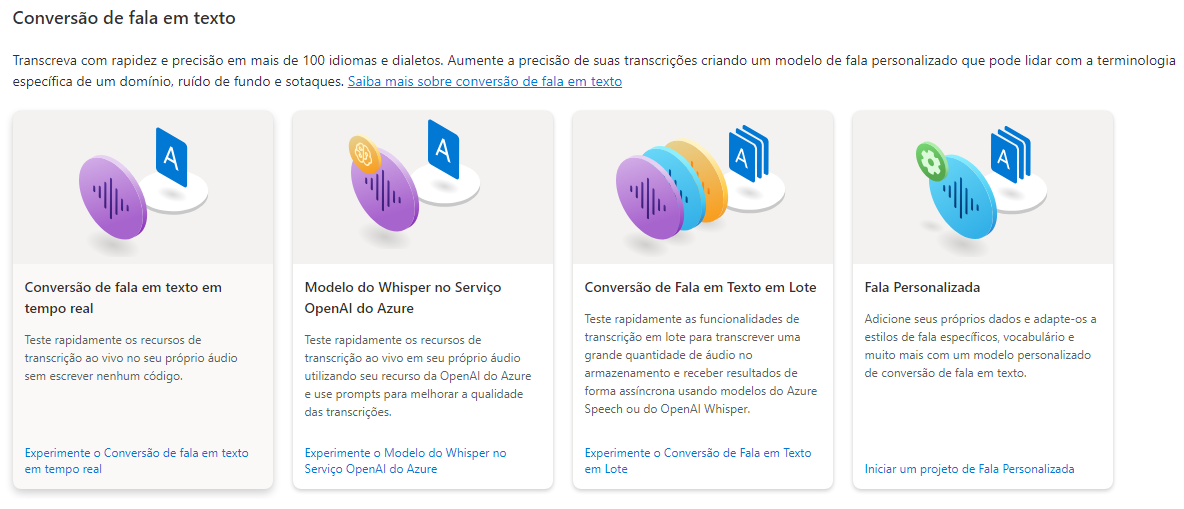 Conversão de fala em texto
Transcreva com rapidez e precisão em mais de 100 idiomas e dialetos. Aumente a precisão de suas transcrições criando um modelo de fala personalizado que pode lidar com a terminologia
específica de um domínio, ruído de fundo e sotaques. Saiba mais sobre conversão de fala em texto
A
A
A
A
Conversão de fala em texto em
tempo real
Teste rapidamente os recursos de
transcrição ao vivo no seu próprio áudio
sem escrever nenhum código.
Experimente o Conversão de fala em texto
em tempo real
Modelo do Whisper no Serviço
OpenAI do Azure
Teste rapidamente os recursos de
transcrição ao vivo em seu próprio áudio
utilizando seu recurso da OpenAI do Azure
e use prompts para melhorar a qualidade
das transcrições.
Experimente o Modelo do Whisper no
Serviço OpenAI do Azure
Conversão de Fala em Texto em Lote
Teste rapidamente as funcionalidades de
transcrição em lote para transcrever uma
grande quantidade de áudio no
armazenamento e receber resultados de
forma assíncrona usando modelos do Azure
Speech ou do OpenAI Whisper.
Experimente o Conversão de Fala em Texto
em Lote
Fala Personalizada
Adicione seus próprios dados e adapte-os a
estilos de fala específicos, vocabulário e
muito mais com um modelo personalizado
de conversão de fala em texto.
Iniciar um projeto de Fala Personalizada